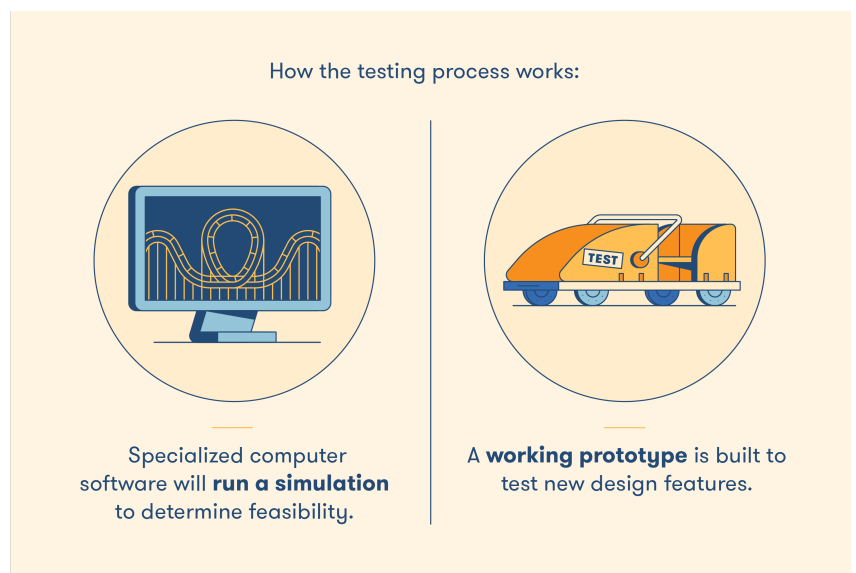 How the testing process works:
TEST
Specialized computer
software will run a simulation
to determine feasibility.
A working prototype is built to
test new design features.